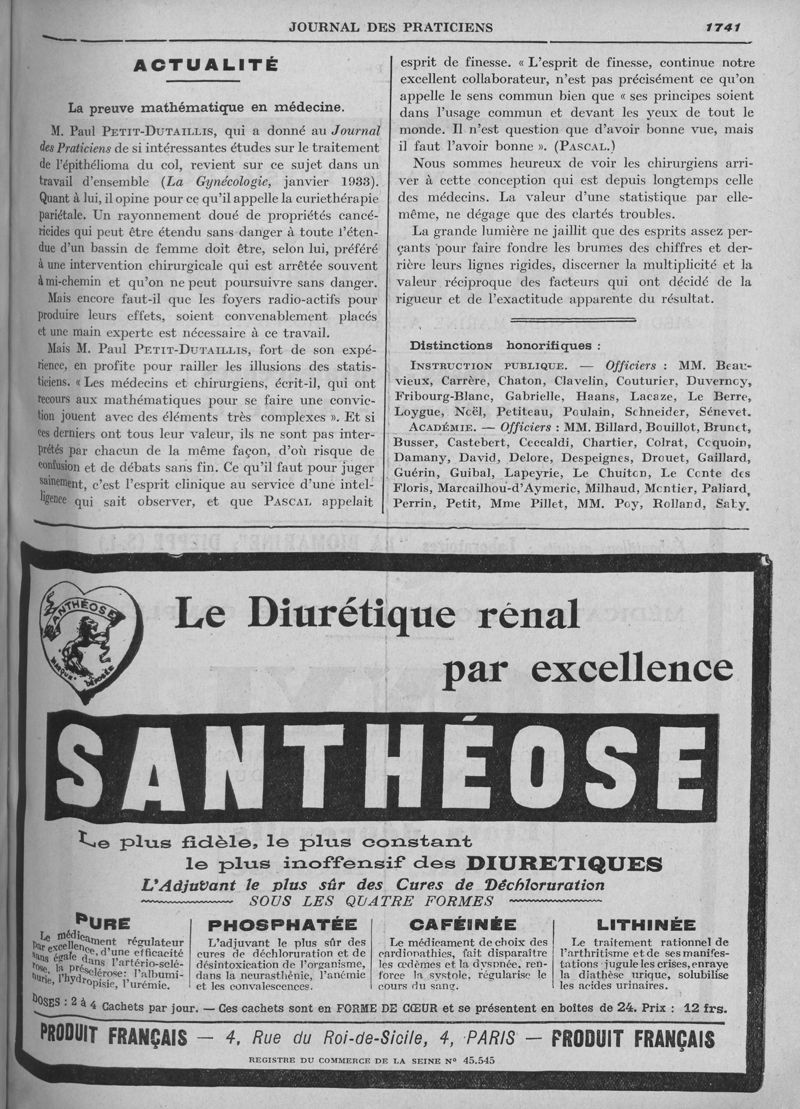 JOURNAL DES PRATICIENS
1741
ACTUALITÉ
La preuve mathématique en médecine.
M. Paul PETIT-DUTAILLIS, qui a donné au Journal
des Praticiens de si intéressantes études sur le traitement
de l'épithélioma du col, revient sur ce sujet dans un
travail d'ensemble (La Gynécologie, janvier 1933).
Quant à lui, il opine pour ce qu'il appelle la curiethérapie
pariétale. Un rayonnement doué de propriétés cancé-
ricides qui peut être étendu sans danger à toute l'éten-
due d'un bassin de femme doit être, selon lui, préféré
à une intervention chirurgicale qui est arrêtée souvent
à mi-chemin et qu'on ne peut poursuivre sans danger.
Mais encore faut-il que les foyers radio-actifs pour
produire leurs effets, soient convenablement placés
et une main experte est nécessaire à ce travail.
Mais M. Paul PETIT-DUTAILLIS, fort de son expé-
rience, en profite pour railler les illusions des statis-
ticiens. « Les médecins et chirurgiens, écrit-il, qui ont
recours aux mathématiques pour se faire une convic-
tion jouent avec des éléments très complexes ». Et si
ces derniers ont tous leur valeur, ils ne sont pas inter-
prétés par chacun de la même façon, d'où risque de
confusion et de débats sans fin. Ce qu'il faut pour juger
sainement, c'est l'esprit clinique au service d'une intel-
ligence qui sait observer, et que PASCAL appelait
esprit de finesse. « L'esprit de finesse, continue notre
excellent collaborateur, n'est pas précisément ce qu'on
appelle le sens commun bien que « ses principes soient
dans l'usage commun et devant les yeux de tout le
monde. Il n'est question que d'avoir bonne vue, mais
il faut l'avoir bonne ». (PASCAL.)
Nous sommes heureux de voir les chirurgiens arri-
ver à cette conception qui est depuis longtemps celle
des médecins. La valeur d'une statistique par elle-
même, ne dégage que des clartés troubles.
La grande lumière ne jaillit que des esprits assez per-
çants pour faire fondre les brumes des chiffres et der-
rière leurs lignes rigides, discerner la multiplicité et la
valeur réciproque des facteurs qui ont décidé de la
rigueur et de l'exactitude apparente du résultat.
Distinctions honorifiques :
INSTRUCTION PUBLIQUE. — Officiers : MM. Beau-
vieux, Carrère, Chaton, Clavelin, Couturier, Duvernoy,
Fribourg-Blanc, Gabrielle, Haans, Lacaze, Le Berre,
Loygue, Noël, Petiteau, Poulain, Schneider, Sénevet.
ACADÉMIE. — Officiers : MM. Billard, Bouillot, Brunet,
Busser, Castebert, Ceccaldi, Chartier, Colrat, Coquoin,
Damany, David, Delore, Despeignes, Drouet, Gaillard,
Guérin, Guibal, Lapeyrie, Le Chuiton, Le Conte des
Floris, Marcailhou-d'Aymeric, Milhaud, Montier, Paliard,
Perrin, Petit, Mme Pillet, MM. Poy, Rolland, Saby.
SANTHÉOSE
MARQUE DÉPOSÉE
Le Diurétique rénal
par excellence
SANTHÉOSE
Le plus fidèle, le plus constant
le plus inoffensif des DIURETIQUES
L'Adjuvant le plus sûr des Cures de Déchloruration
SOUS LES QUATRE FORMES
PURE
Le médicament régulateur
par excellence, d'une efficacité
sans égale dans l'artério-sclé-
rose, la présclérose: l'albumi-
nurie, l'hydropisie, l'urémie.
PHOSPHATÉE
L'adjuvant le plus sûr des
cures de déchloruration et de
désintoxication de l'organisme,
dans la neurasthénie, l'anémie
et les convalescences.
CAFÉINÉE
Le médicament de choix des
cardiopathies, fait disparaître
les œdèmes et la dyspnée, ren-
force la systole, régularise le
cours du sang.
LITHINÉE
Le traitement rationnel de
l'arthritisme et de ses manifes-
tations jugule les crises, enraye
la diathèse urique, solubilise
les acides urinaires.
DOSES : 2 à 4 Cachets par jour. — Ces cachets sont en FORME DE CŒUR et se présentent en boîtes de 24. Prix : 12 frs.
PRODUIT FRANÇAIS — 4, Rue du Roi-de-Sicile, 4, PARIS — PRODUIT FRANÇAIS
REGISTRE DU COMMERCE DE LA SEINE N° 45.545